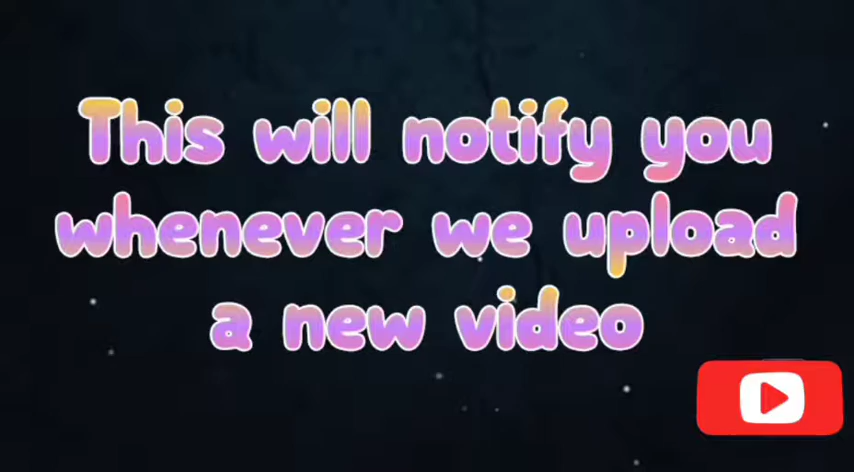 This will notify you
whenever we upload
a new video